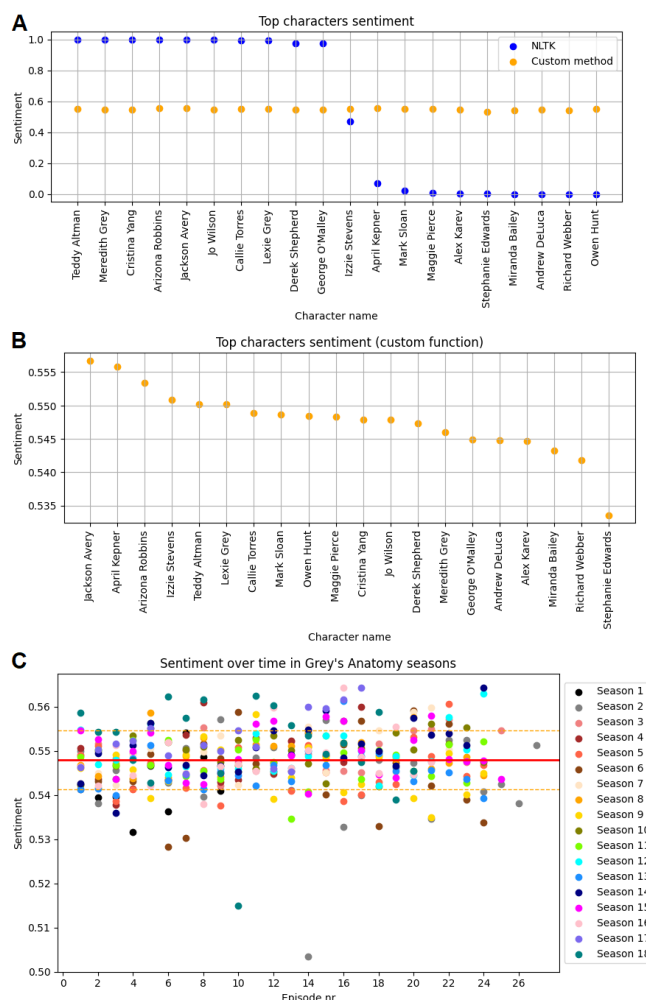 A
Top characters sentiment
NLTK
Custom method
Sentiment
1.0
0.8
0.6
0.4
0.2
0.0
Teddy Altman
Meredith Grey
Cristina Yang
Arizona Robbins
Jackson Avery
Jo Wilson
Callie Torres
Lexie Grey
Derek Shepherd
George O'Malley
Izzie Stevens
April Kepner
Mark Sloan
Maggie Pierce
Alex Karev
Stephanie Edwards
Miranda Bailey
Andrew DeLuca
Richard Webber
Owen Hunt
Character name
B
Top characters sentiment (custom function)
Sentiment
0.555
0.550
0.545
0.540
0.535
Jackson Avery
April Kepner
Arizona Robbins
Izzie Stevens
Teddy Altman
Lexie Grey
Callie Torres
Mark Sloan
Owen Hunt
Maggie Pierce
Cristina Yang
Jo Wilson
Derek Shepherd
Meredith Grey
George O'Malley
Andrew DeLuca
Alex Karev
Miranda Bailey
Richard Webber
Stephanie Edwards
Character name
C
Sentiment over time in Grey's Anatomy seasons
Sentiment
0.56
0.55
0.54
0.53
0.52
0.51
0.50
0 2 4 6 8 10 12 14 16 18 20 22 24 26
Episode nr
Season 1
Season 2
Season 3
Season 4
Season 5
Season 6
Season 7
Season 8
Season 9
Season 10
Season 11
Season 12
Season 13
Season 14
Season 15
Season 16
Season 17
Season 18